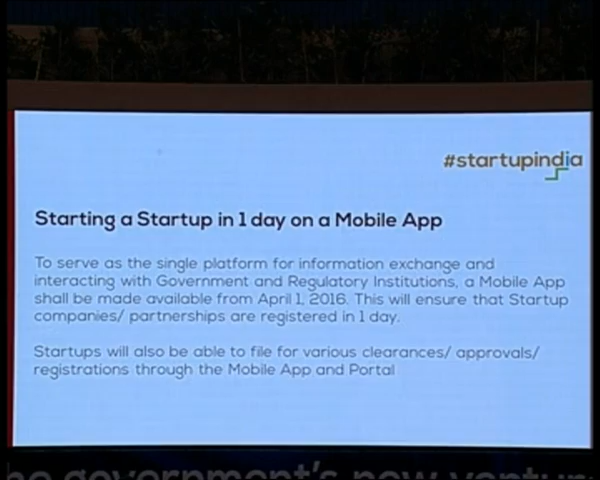 #startupindia
Starting a Startup in 1 day on a Mobile App
To serve as the single platform for information exchange and
interacting with Government and Regulatory Institutions, a Mobile App
shall be made available from April 1, 2016. This will ensure that Startup
companies/ partnerships are registered in 1 day.
Startups will also be able to file for various clearances/ approvals/
registrations through the Mobile App and Portal
government's new